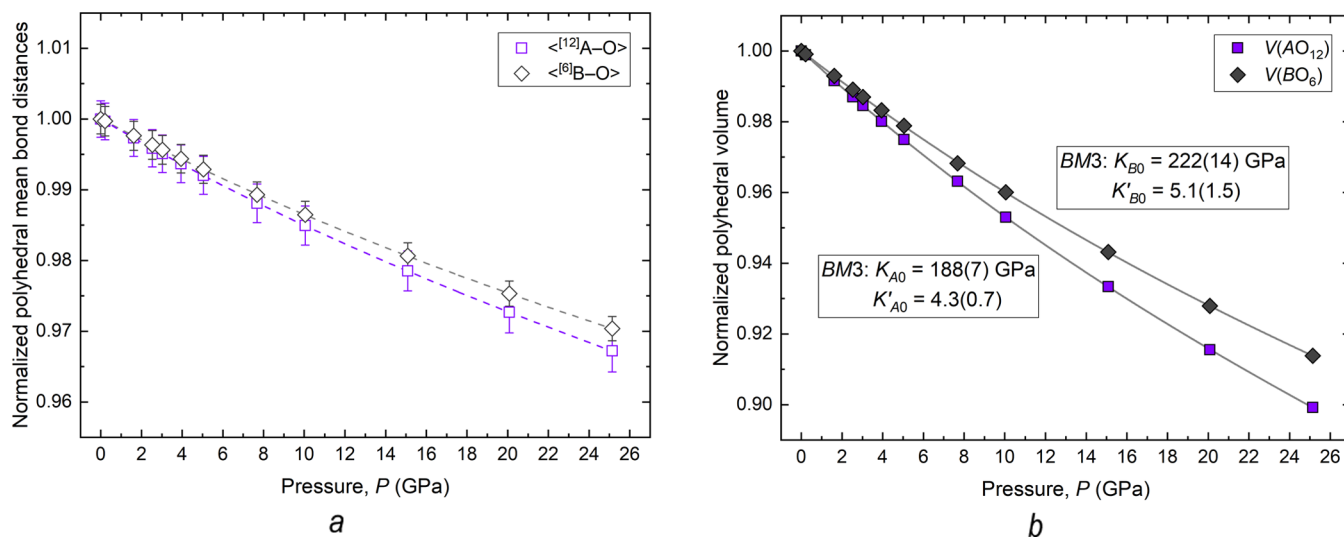 Normalized polyhedral mean bond distances
1.01
1.00
0.99
0.98
0.97
0.96
<[12]A–O>
<[6]B–O>
0 2 4 6 8 10 12 14 16 18 20 22 24 26
Pressure, P (GPa)
a
Normalized polyhedral volume
1.00
0.98
0.96
0.94
0.92
0.90
V(AO12)
V(BO6)
BM3: KB0 = 222(14) GPa
K'B0 = 5.1(1.5)
BM3: KA0 = 188(7) GPa
K'A0 = 4.3(0.7)
0 2 4 6 8 10 12 14 16 18 20 22 24 26
Pressure, P (GPa)
b